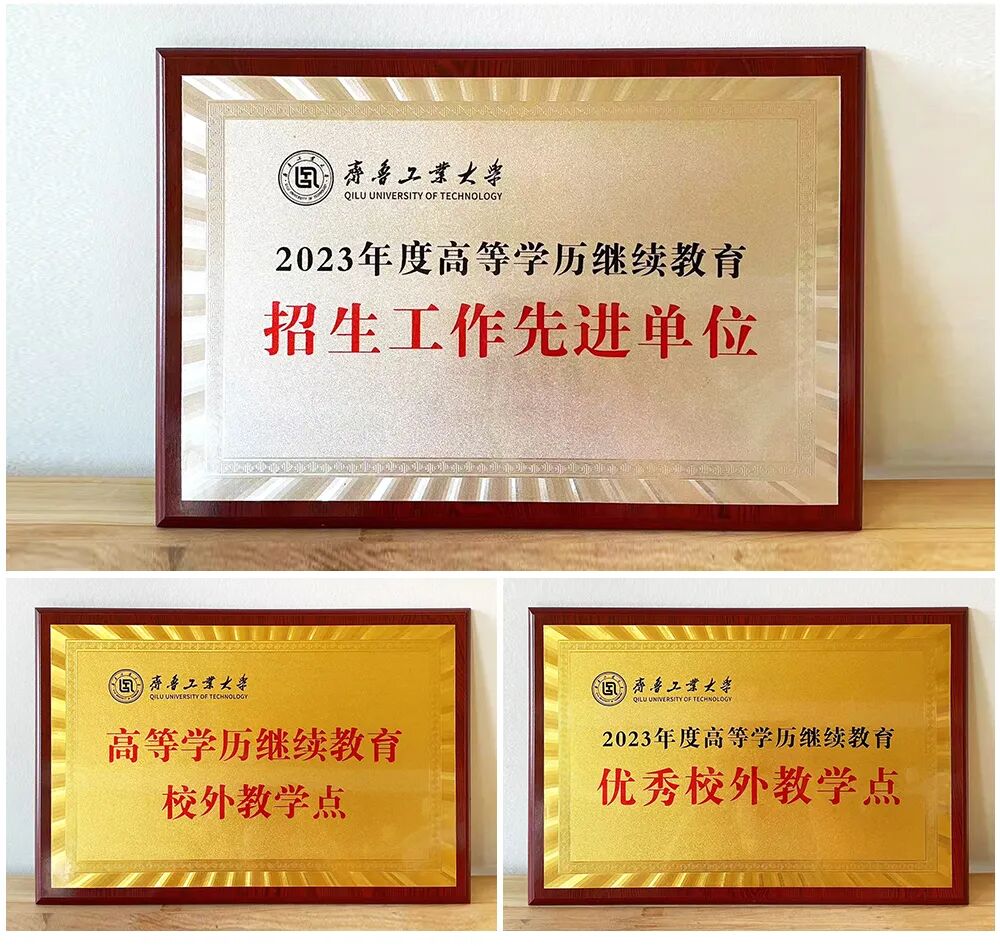 齐鲁工业大学
QILU UNIVERSITY OF TECHNOLOGY
2023年度高等学历继续教育
招生工作先进单位
齐鲁工业大学
QILU UNIVERSITY OF TECHNOLOGY
高等学历继续教育
校外教学点
齐鲁工业大学
QILU UNIVERSITY OF TECHNOLOGY
2023年度高等学历继续教育
优秀校外教学点